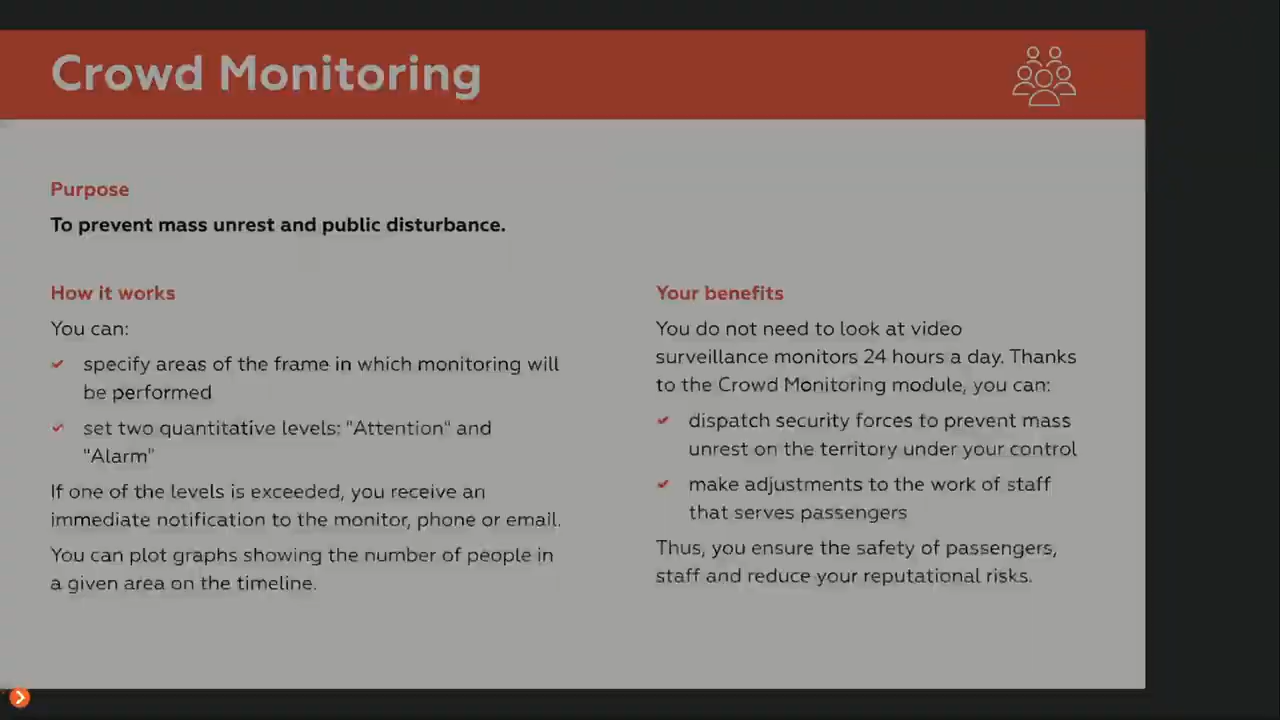 Crowd Monitoring
Purpose
To prevent mass unrest and public disturbance.
How it works
You can:
specify areas of the frame in which monitoring will
be performed
set two quantitative levels: "Attention" and
"Alarm"
If one of the levels is exceeded, you receive an
immediate notification to the monitor, phone or email.
You can plot graphs showing the number of people in
a given area on the timeline.
Your benefits
You do not need to look at video
surveillance monitors 24 hours a day. Thanks
to the Crowd Monitoring module, you can:
dispatch security forces to prevent mass
unrest on the territory under your control
make adjustments to the work of staff
that serves passengers
Thus, you ensure the safety of passengers,
staff and reduce your reputational risks.